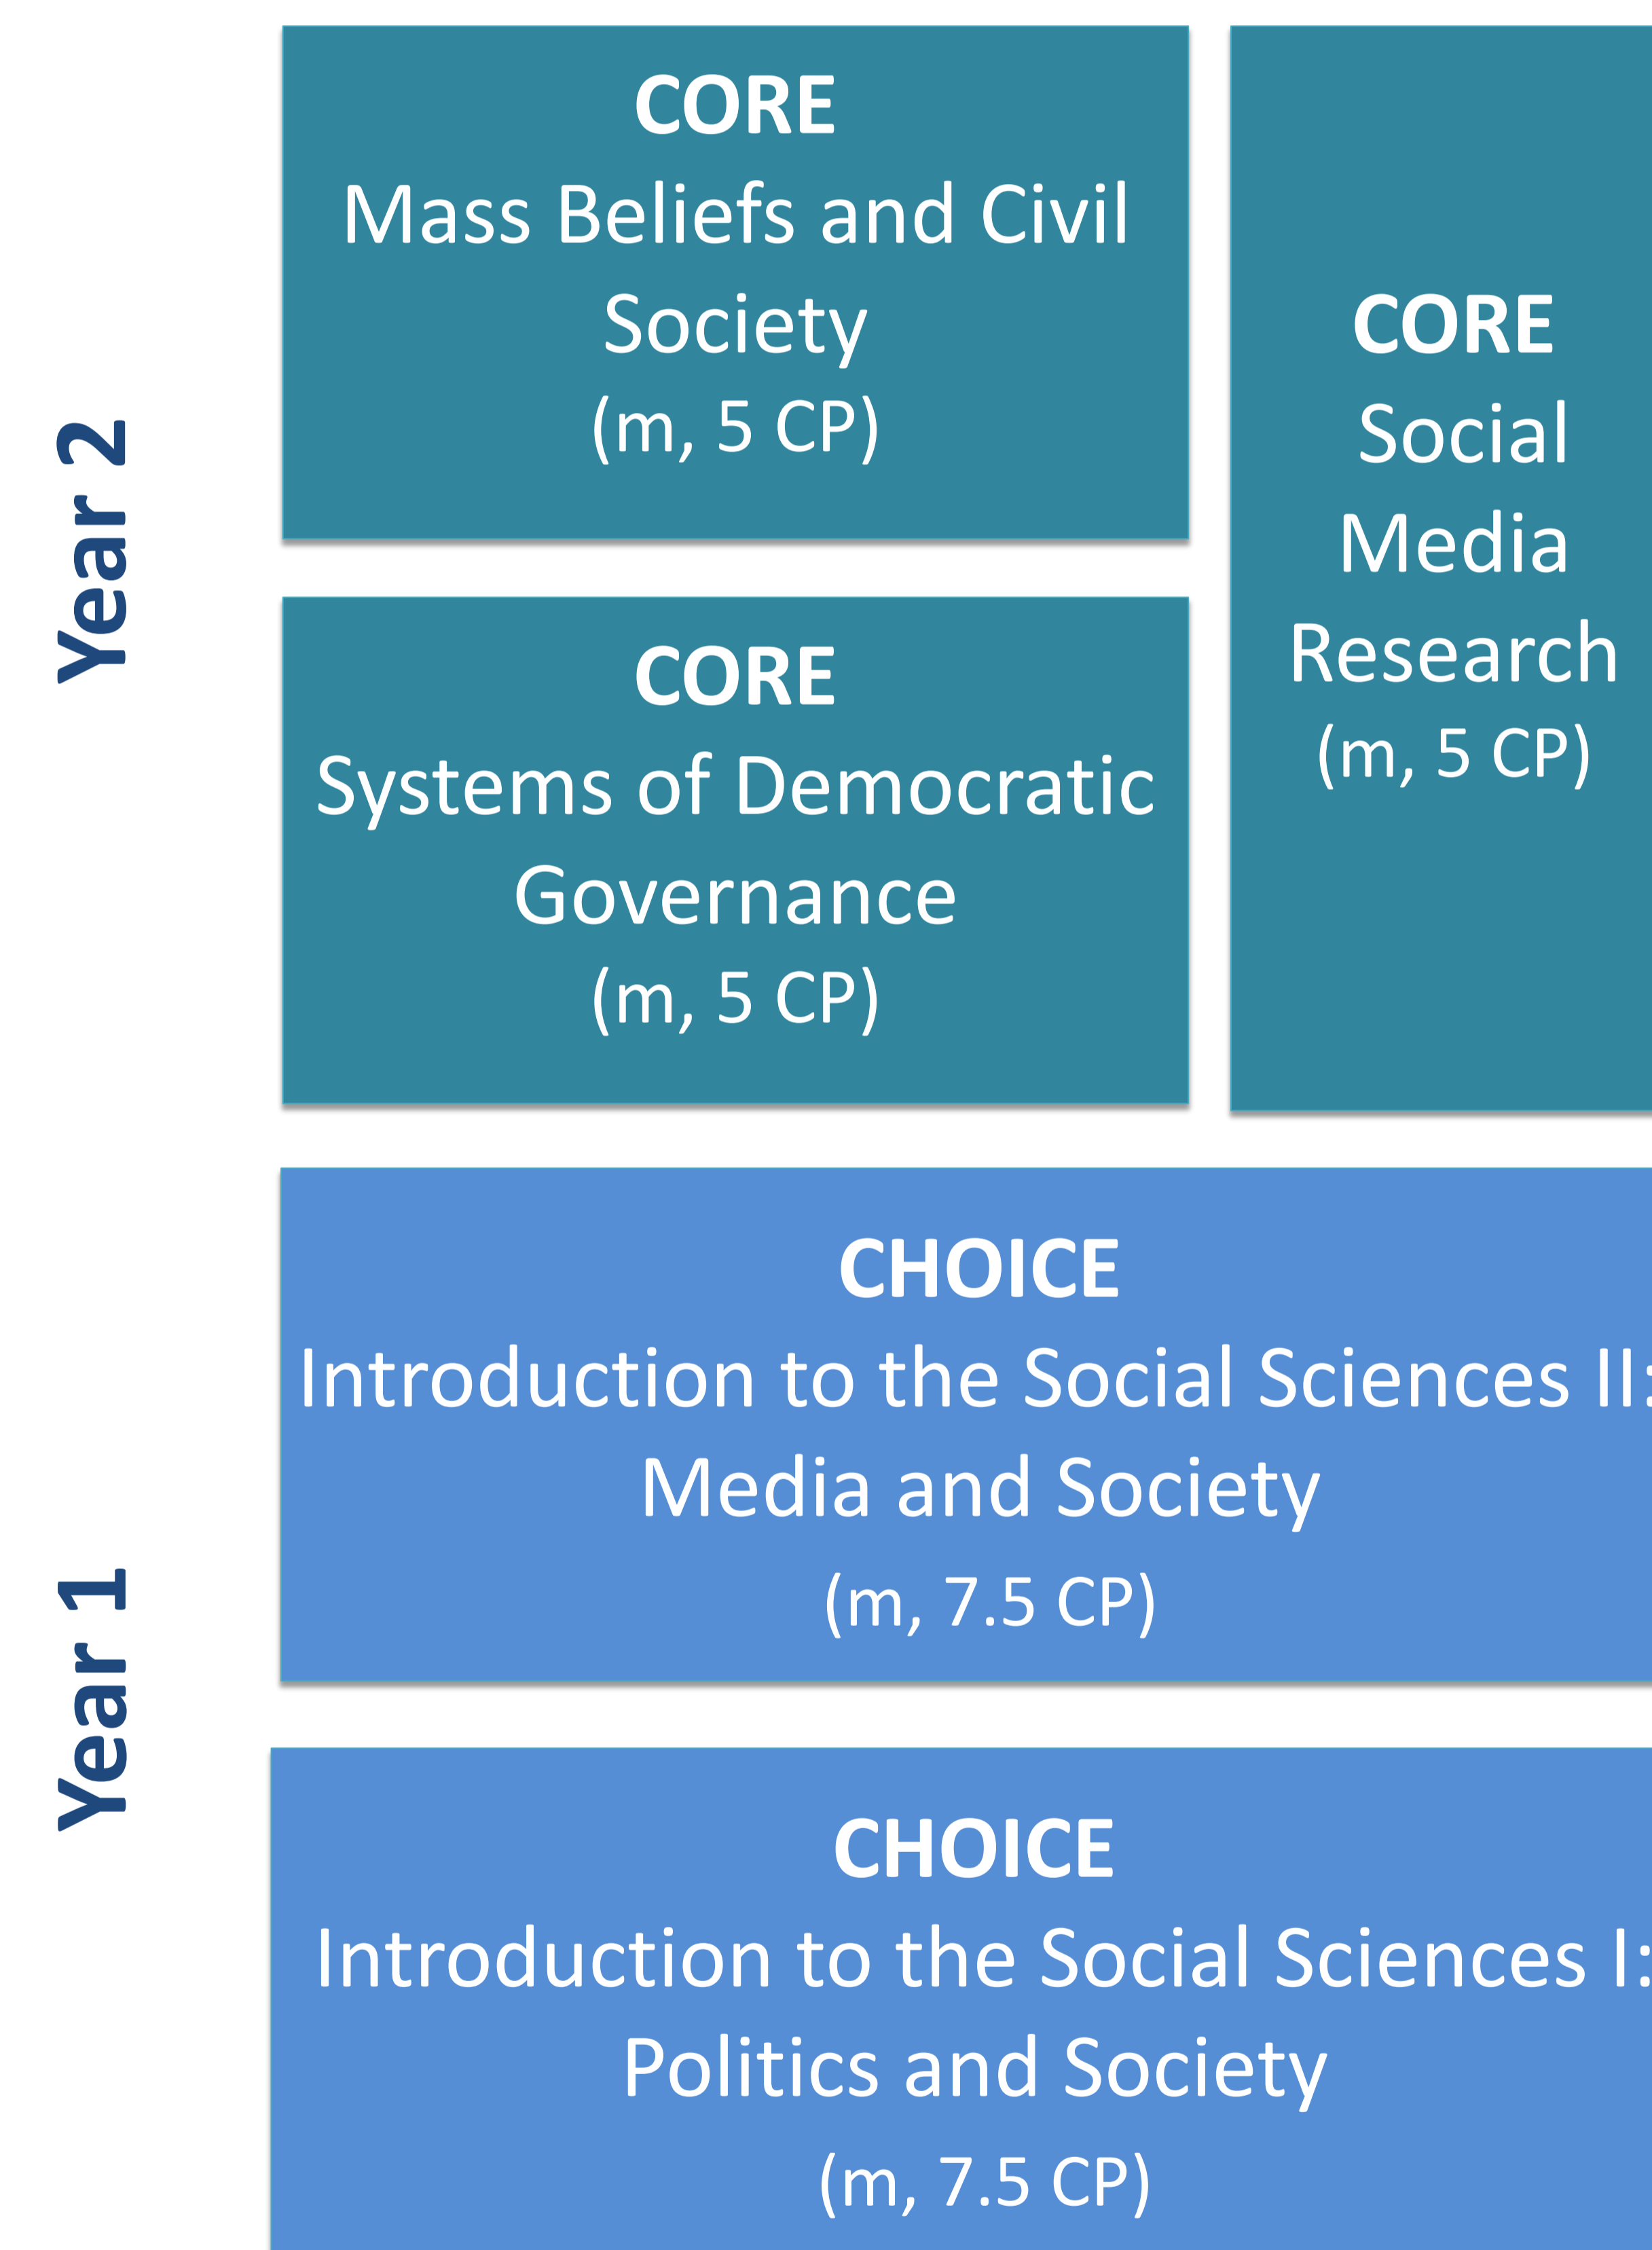 Year 2
CORE
Mass Beliefs and Civil
Society
(m, 5 CP)
CORE
Systems of Democratic
Governance
(m, 5 CP)
CORE
Social
Media
Research
(m, 5 CP)
Year 1
CHOICE
Introduction to the Social Sciences II:
Media and Society
(m, 7.5 CP)
CHOICE
Introduction to the Social Sciences I:
Politics and Society
(m, 7.5 CP)